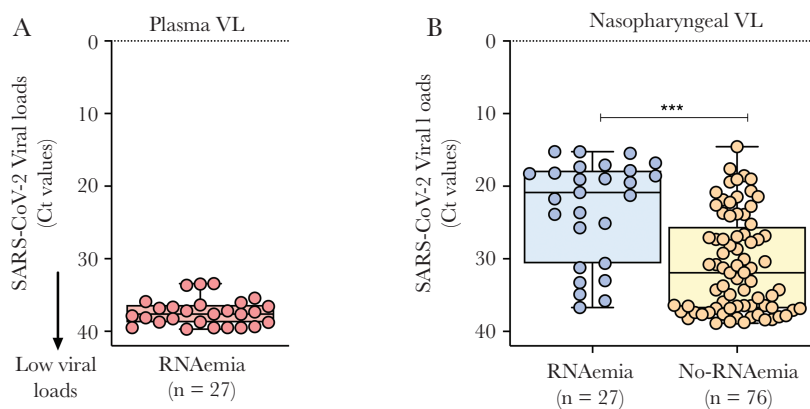 A
Plasma VL
0
10
20
30
40
SARS-CoV-2 Viral loads
(Ct values)
Low viral
loads
RNAemia
(n = 27)
B
Nasopharyngeal VL
0
10
20
30
40
SARS-CoV-2 Viral l oads
(Ct values)
***
RNAemia
(n = 27)
No-RNAemia
(n = 76)